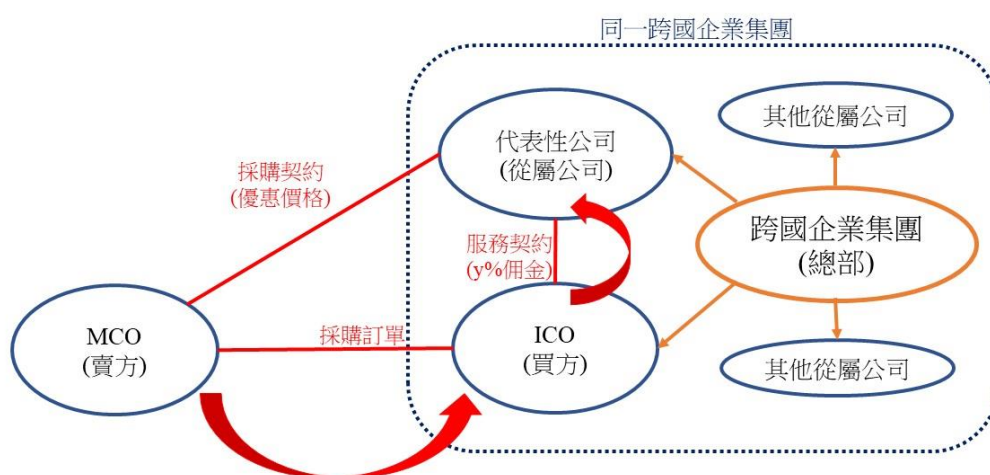 同一跨國企業集團
其他從屬公司
代表性公司
(從屬公司)
採購契約
(優惠價格)
跨國企業集團
(總部)
服務契約
(y%佣金)
MCO
(賣方)
採購訂單
ICO
(買方)
其他從屬公司